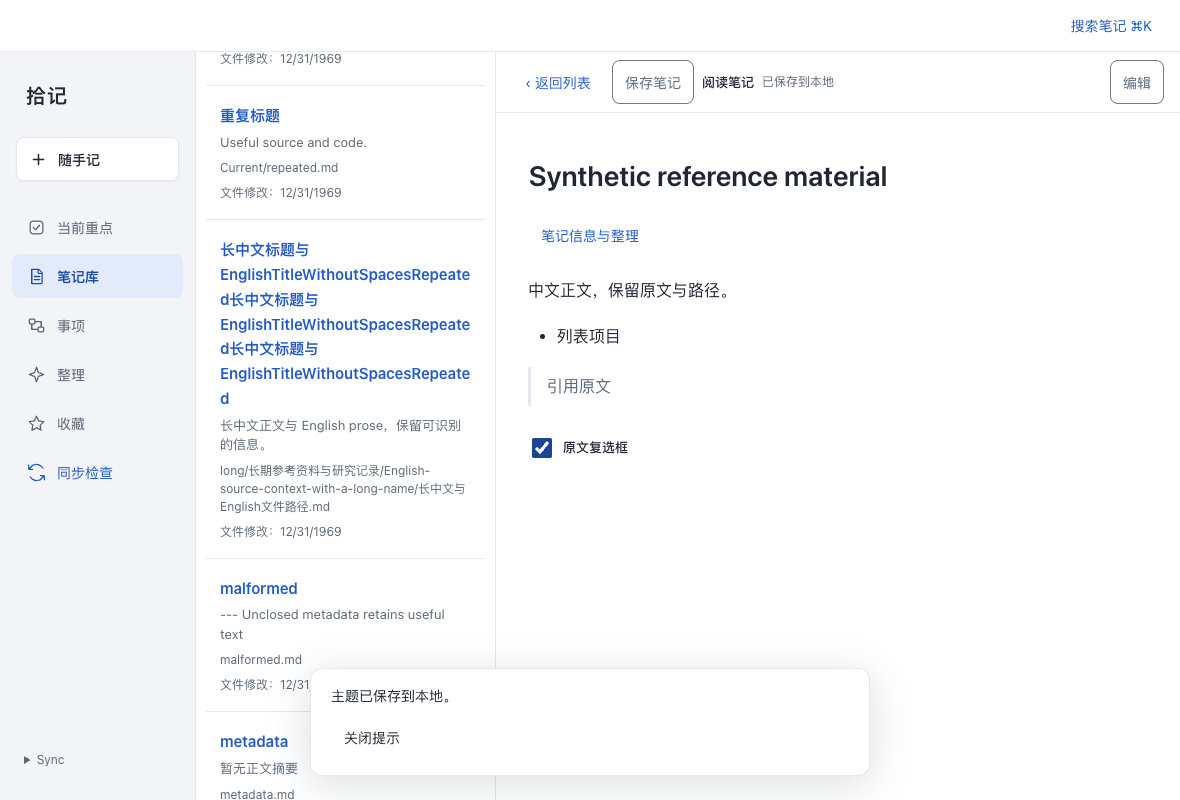 搜索笔记 ⌘K
拾记
随手记
当前重点
笔记库
事项
整理
收藏
同步检查
Sync
文件修改：12/31/1969
重复标题
Useful source and code.
Current/repeated.md
文件修改：12/31/1969
长中文标题与
EnglishTitleWithoutSpacesRepeate
d长中文标题与
EnglishTitleWithoutSpacesRepeate
d长中文标题与
EnglishTitleWithoutSpacesRepeate
d
长中文正文与 English prose，保留可识别
的信息。
long/长期参考资料与研究记录/English-
source-context-with-a-long-name/长中文与
English文件路径.md
文件修改：12/31/1969
malformed
--- Unclosed metadata retains useful
text
malformed.md
文件修改：12/31
metadata
暂无正文摘要
metadata.md
‹ 返回列表
保存笔记
阅读笔记
已保存到本地
编辑
Synthetic reference material
笔记信息与整理
中文正文，保留原文与路径。
• 列表项目
引用原文
原文复选框
主题已保存到本地。
关闭提示